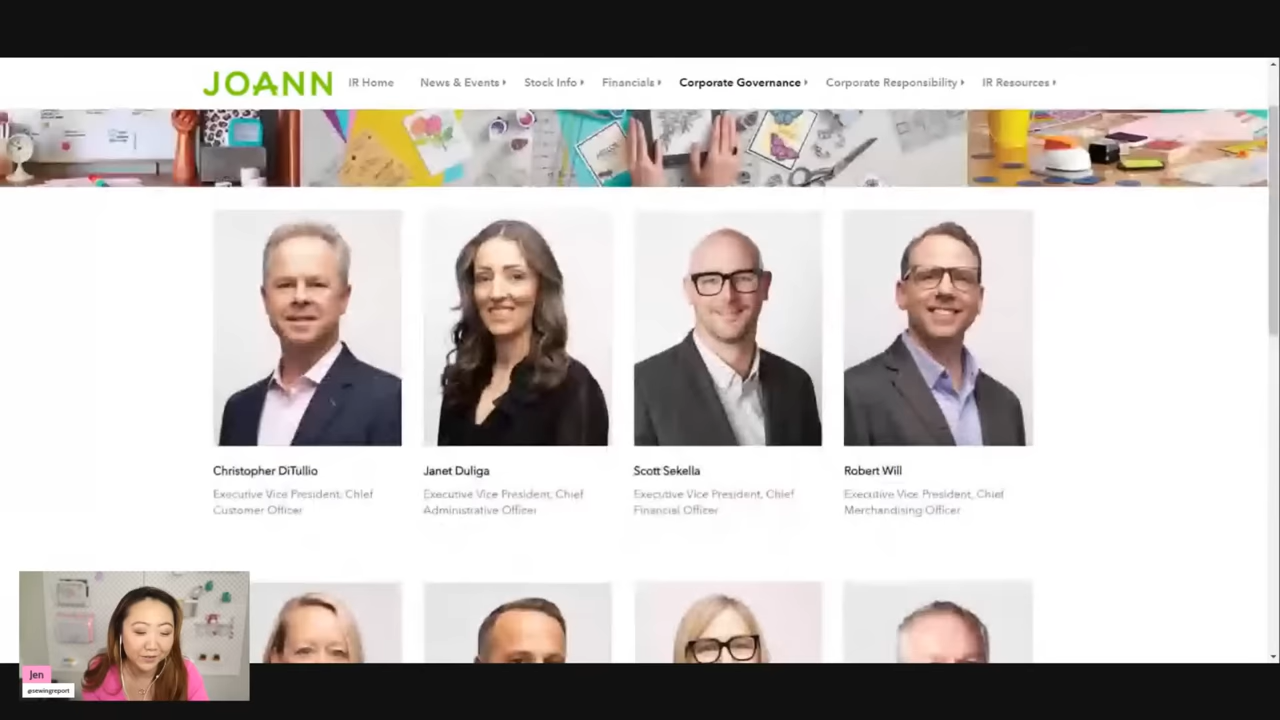 JOANN IR Home News & Events Stock Info Financials Corporate Governance Corporate Responsibility IR Resources
Christopher DiTullio Janet Duliga Scott Sekella Robert Will
Executive Vice President, Chief Executive Vice President, Chief Executive Vice President, Chief Executive Vice President, Chief
Customer Officer Administrative Officer Financial Officer Merchandising Officer
Jen
@sewingreport